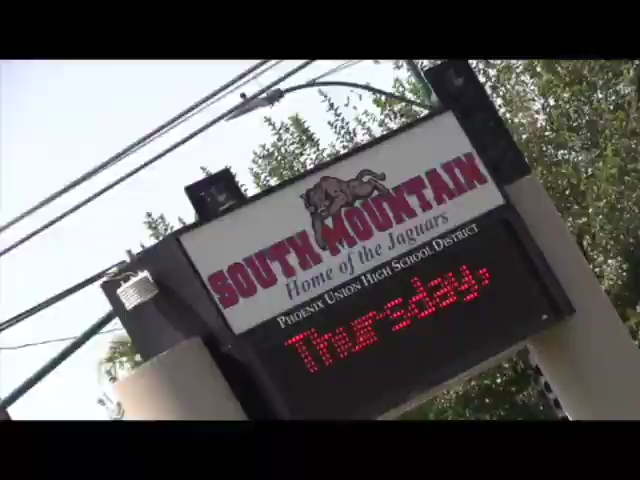 SOUTH MOUNTAIN
Home of the Jaguars
PHOENIX UNION HIGH SCHOOL DISTRICT
Thursday,